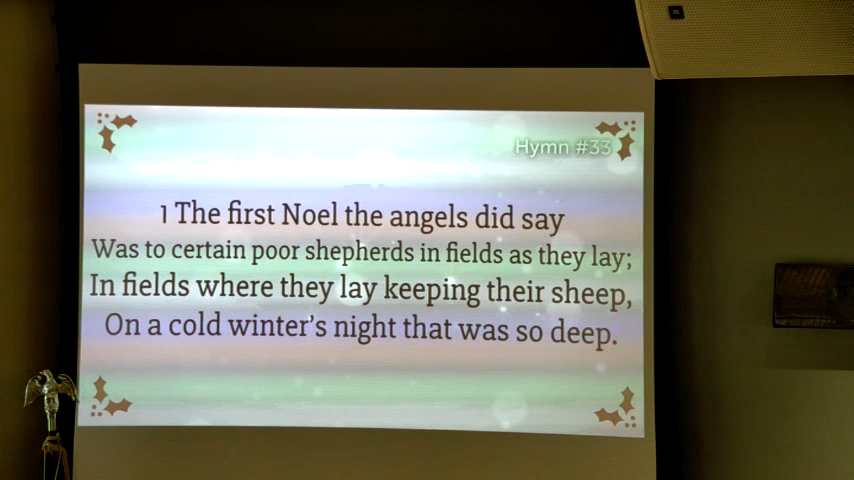 Hymn #33
1 The first Noel the angels did say
Was to certain poor shepherds in fields as they lay;
In fields where they lay keeping their sheep,
On a cold winter's night that was so deep.